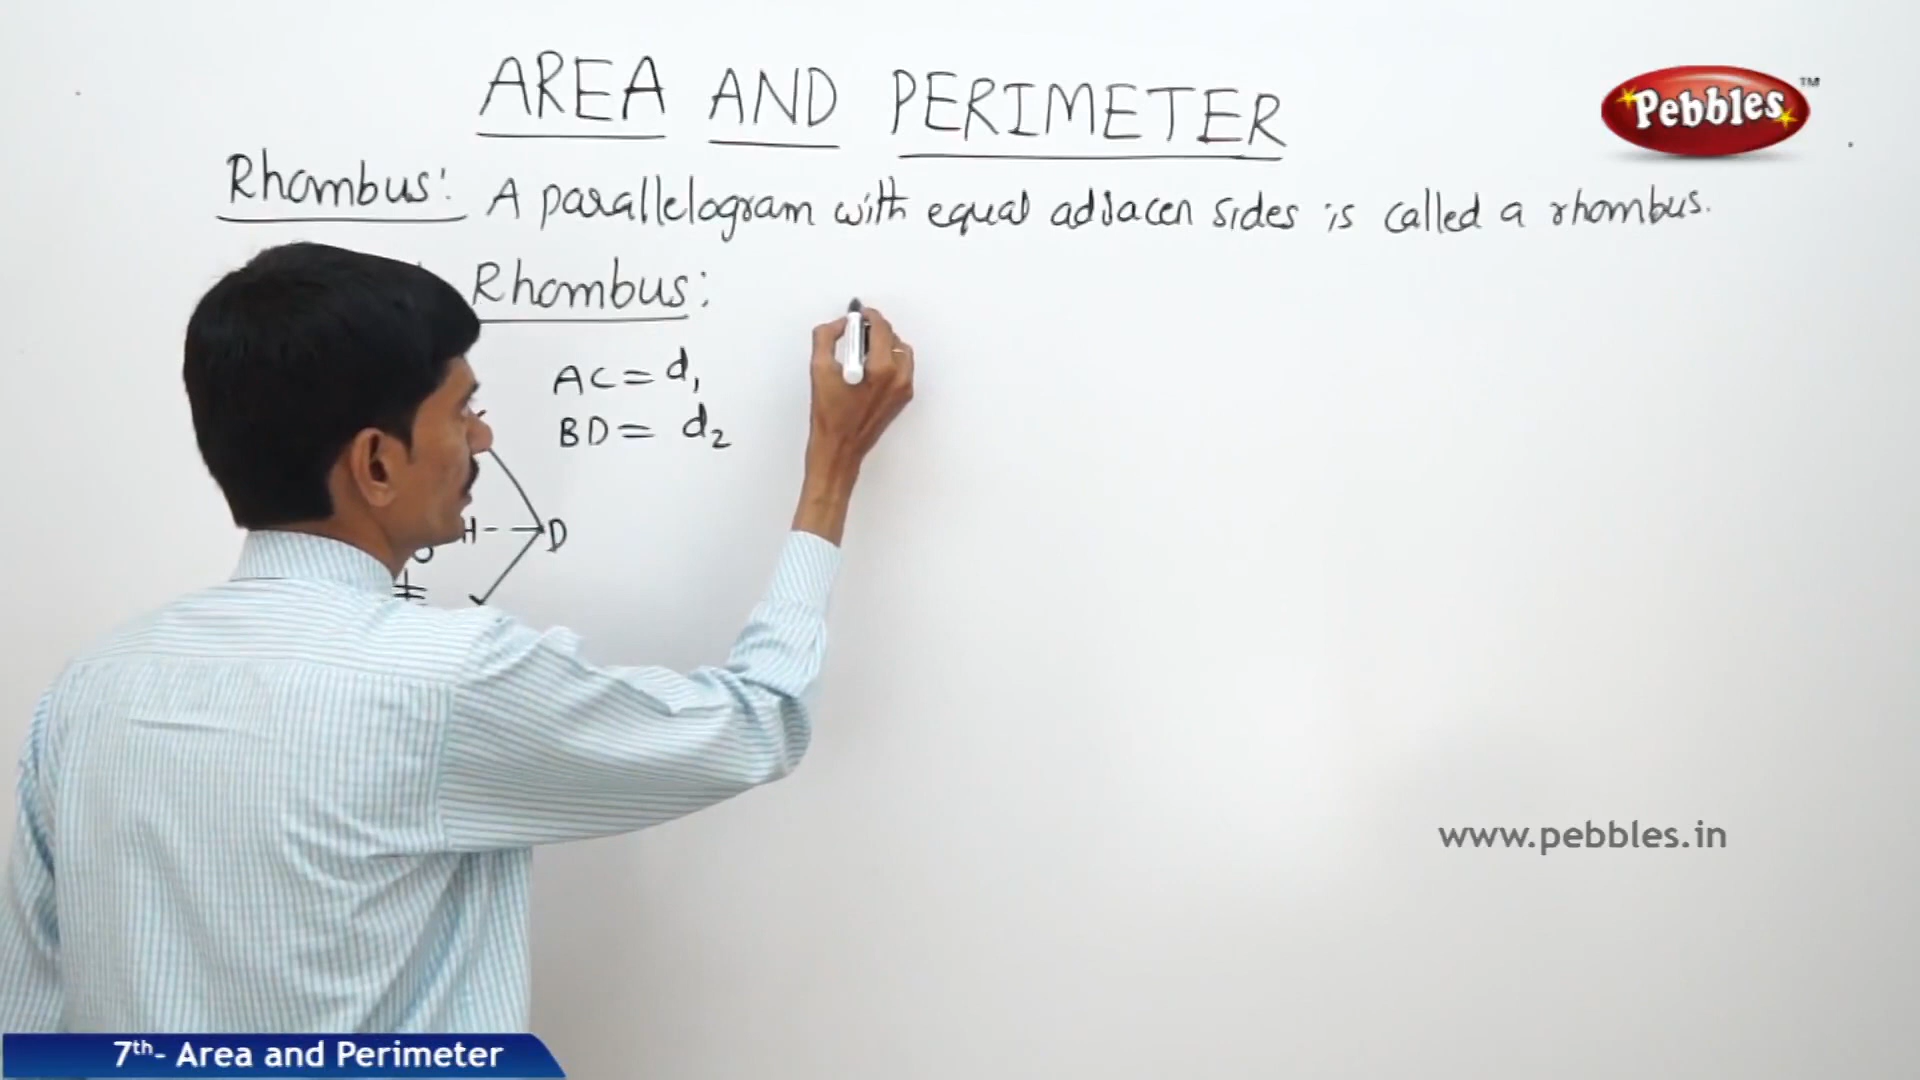 AREA AND PERIMETER
Pebbles™
Rhombus: A parallelogram with equal adjacen sides is called a rhombus.
Rhombus:
AC = d₁
BD = d₂
D
www.pebbles.in
7th- Area and Perimeter